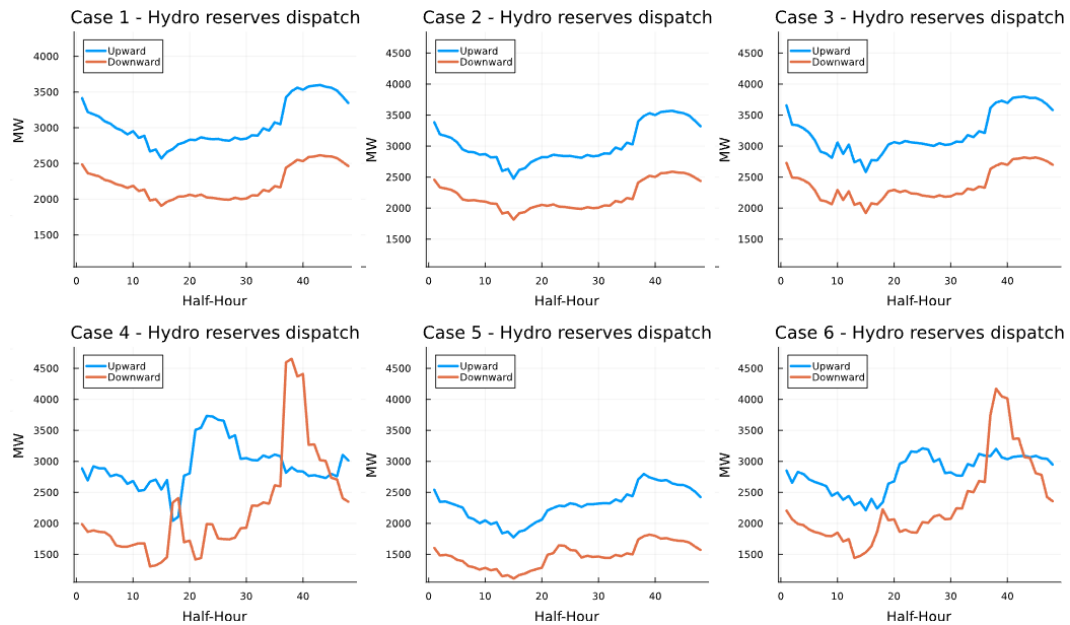 Case 1 - Hydro reserves dispatch
Upward
Downward
4000
3500
3000
2500
2000
1500
MW
0
10
20
30
40
Half-Hour
Case 2 - Hydro reserves dispatch
Upward
Downward
4500
4000
3500
3000
2500
2000
1500
MW
0
10
20
30
40
Half-Hour
Case 3 - Hydro reserves dispatch
Upward
Downward
4500
4000
3500
3000
2500
2000
1500
MW
0
10
20
30
40
Half-Hour
Case 4 - Hydro reserves dispatch
Upward
Downward
4500
4000
3500
3000
2500
2000
1500
MW
0
10
20
30
40
Half-Hour
Case 5 - Hydro reserves dispatch
Upward
Downward
4500
4000
3500
3000
2500
2000
1500
MW
0
10
20
30
40
Half-Hour
Case 6 - Hydro reserves dispatch
Upward
Downward
4500
4000
3500
3000
2500
2000
1500
MW
0
10
20
30
40
Half-Hour